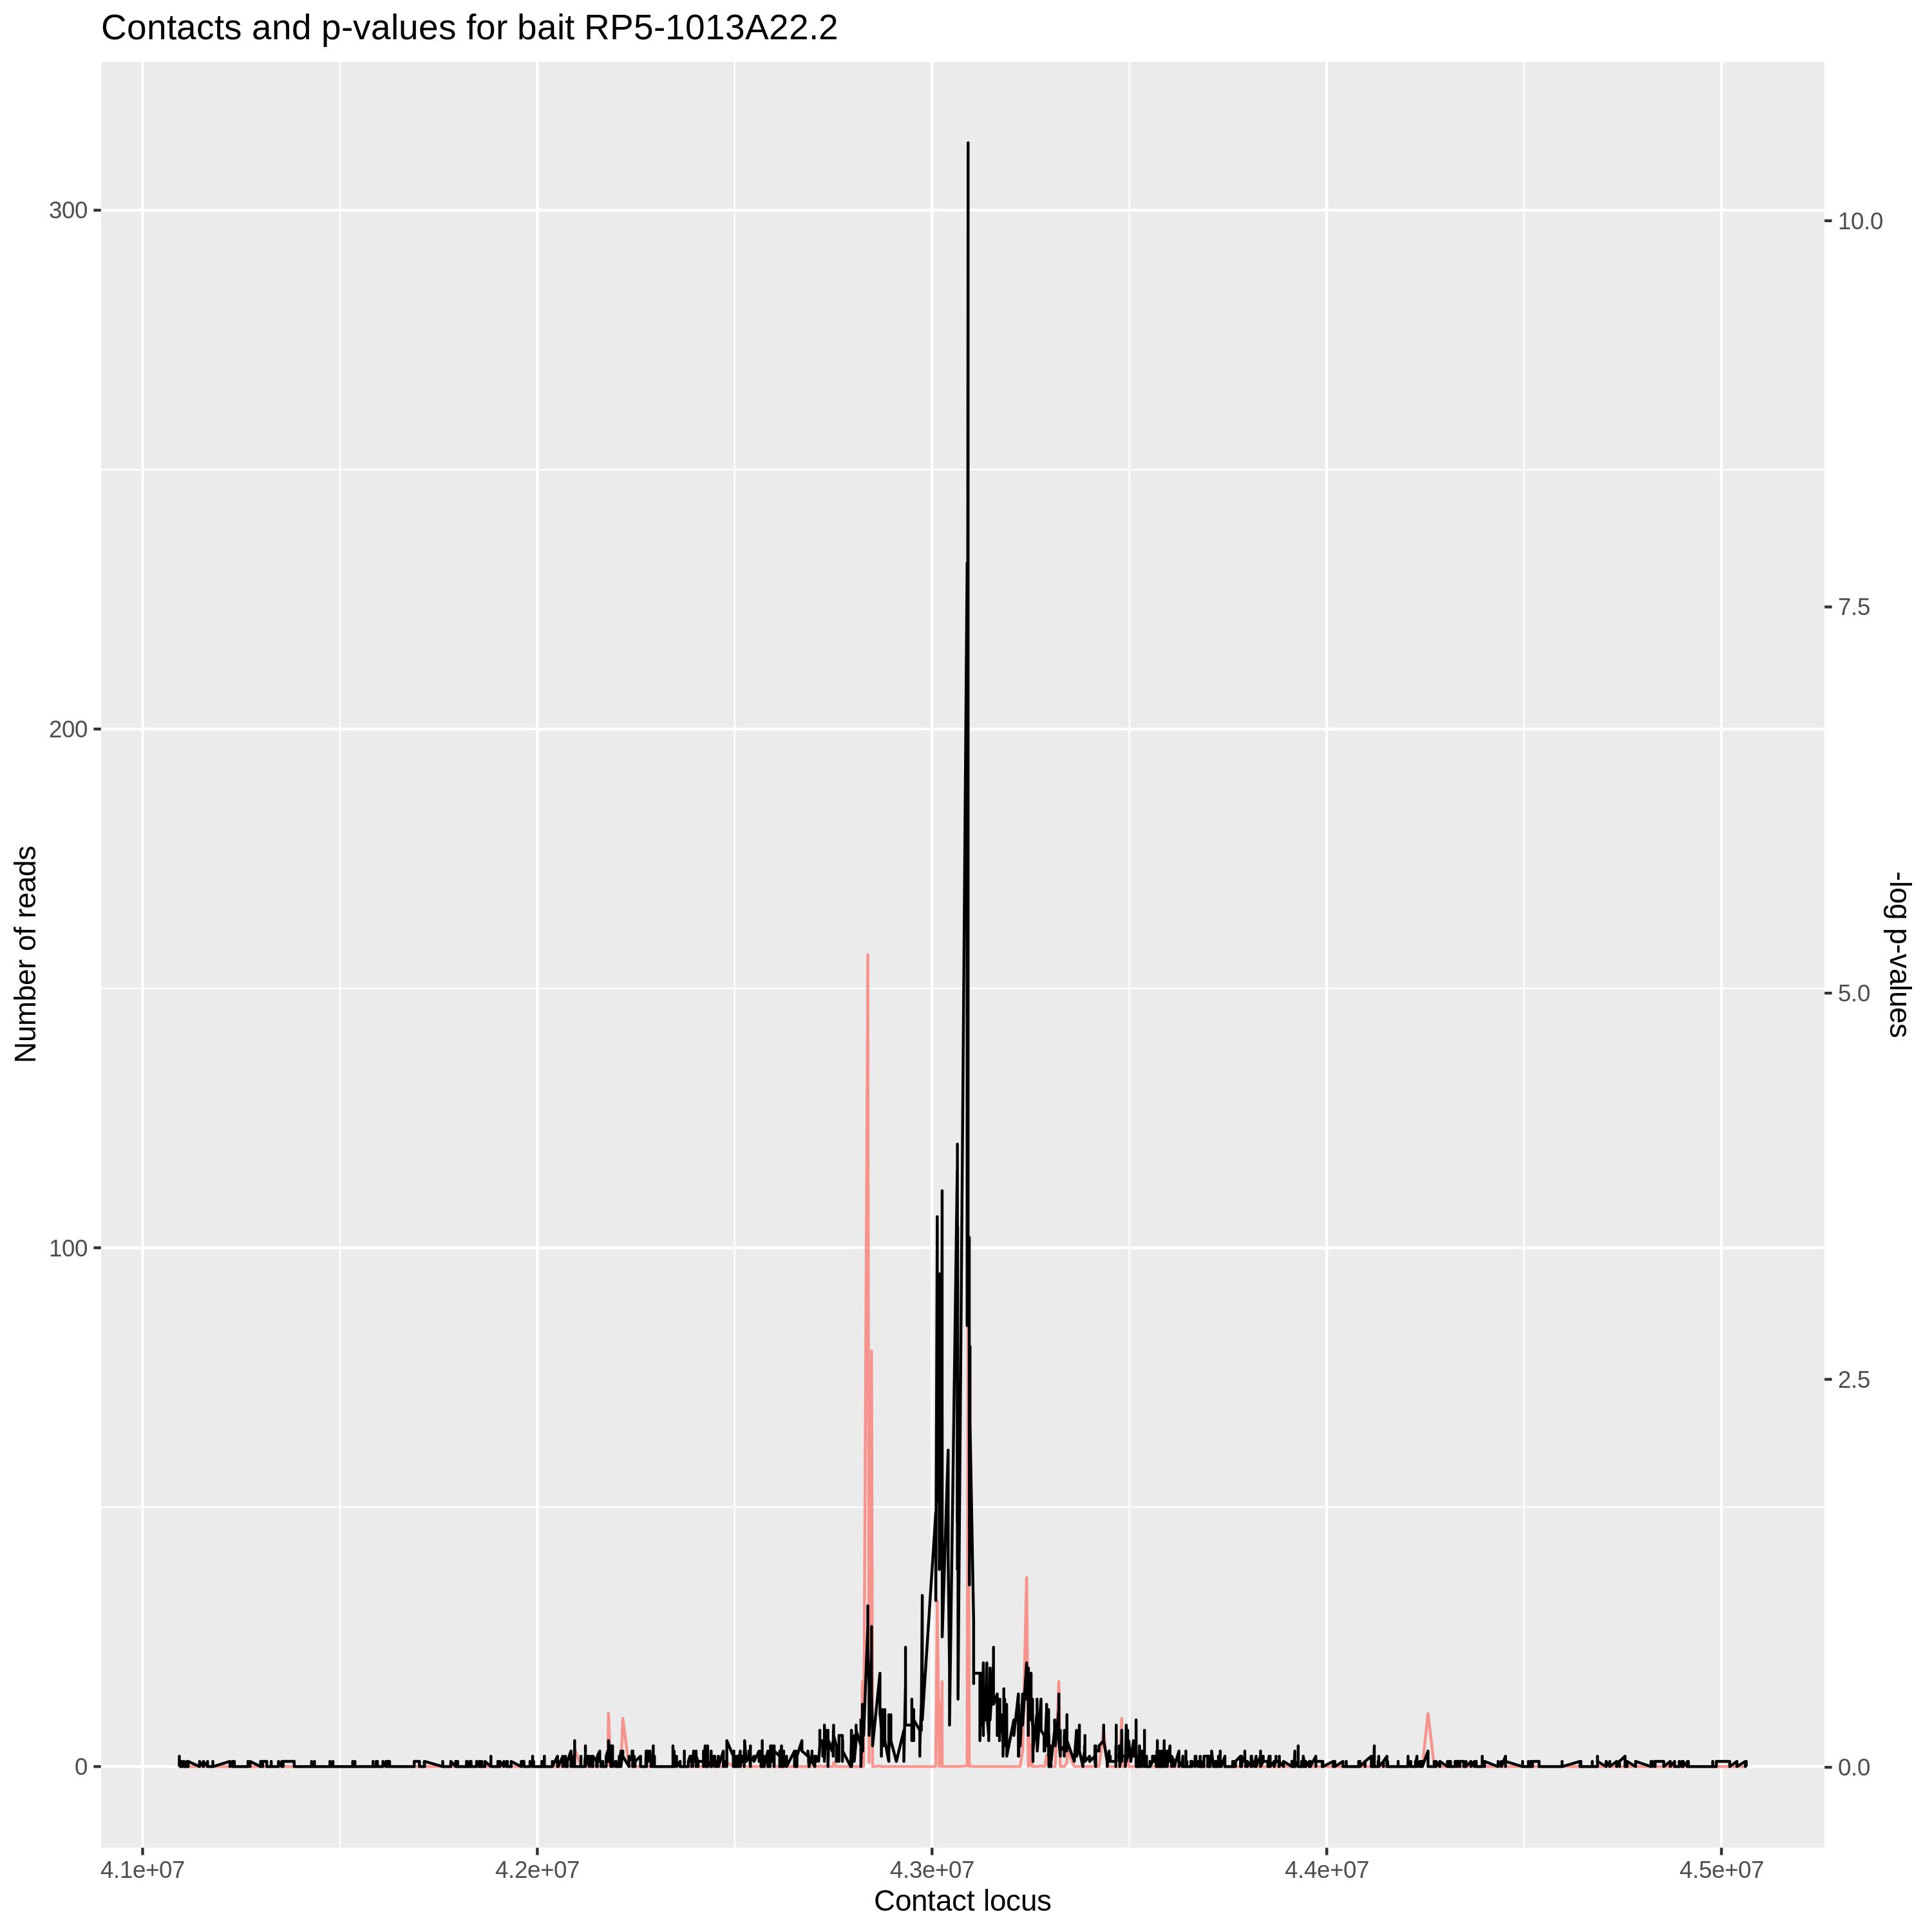 Contacts and p-values for bait RP5-1013A22.2
300
200
100
0
Number of reads
10.0
7.5
5.0
2.5
0.0
-log p-values
4.1e+07
4.2e+07
4.3e+07
4.4e+07
4.5e+07
Contact locus